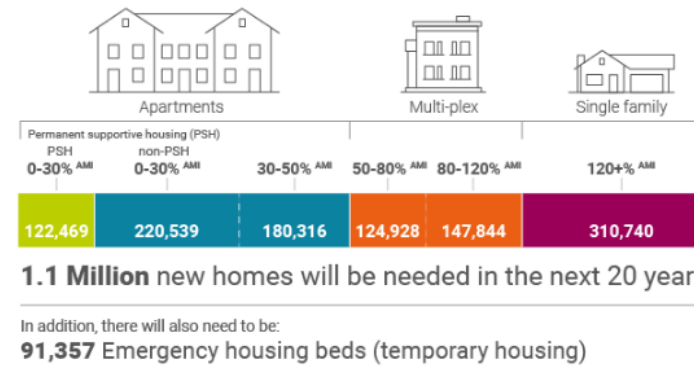 Apartments Multi-plex Single family
Permanent supportive housing (PSH)
PSH non-PSH
0-30% AMI 0-30% AMI 30-50% AMI 50-80% AMI 80-120% AMI 120+% AMI
122,469 220,539 180,316 124,928 147,844 310,740
1.1 Million new homes will be needed in the next 20 year
In addition, there will also need to be:
91,357 Emergency housing beds (temporary housing)